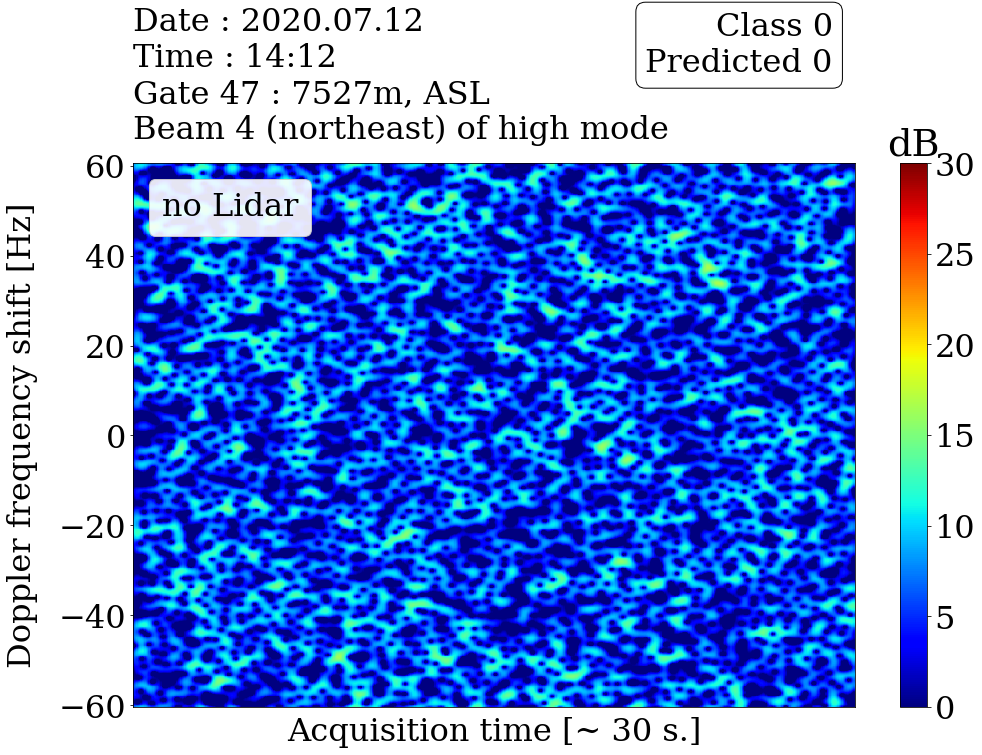 Date : 2020.07.12
Time : 14:12
Gate 47 : 7527m, ASL
Beam 4 (northeast) of high mode
Class 0
Predicted 0
dB
no Lidar
60
40
20
0
−20
−40
−60
Doppler frequency shift [Hz]
Acquisition time [~ 30 s.]
30
25
20
15
10
5
0